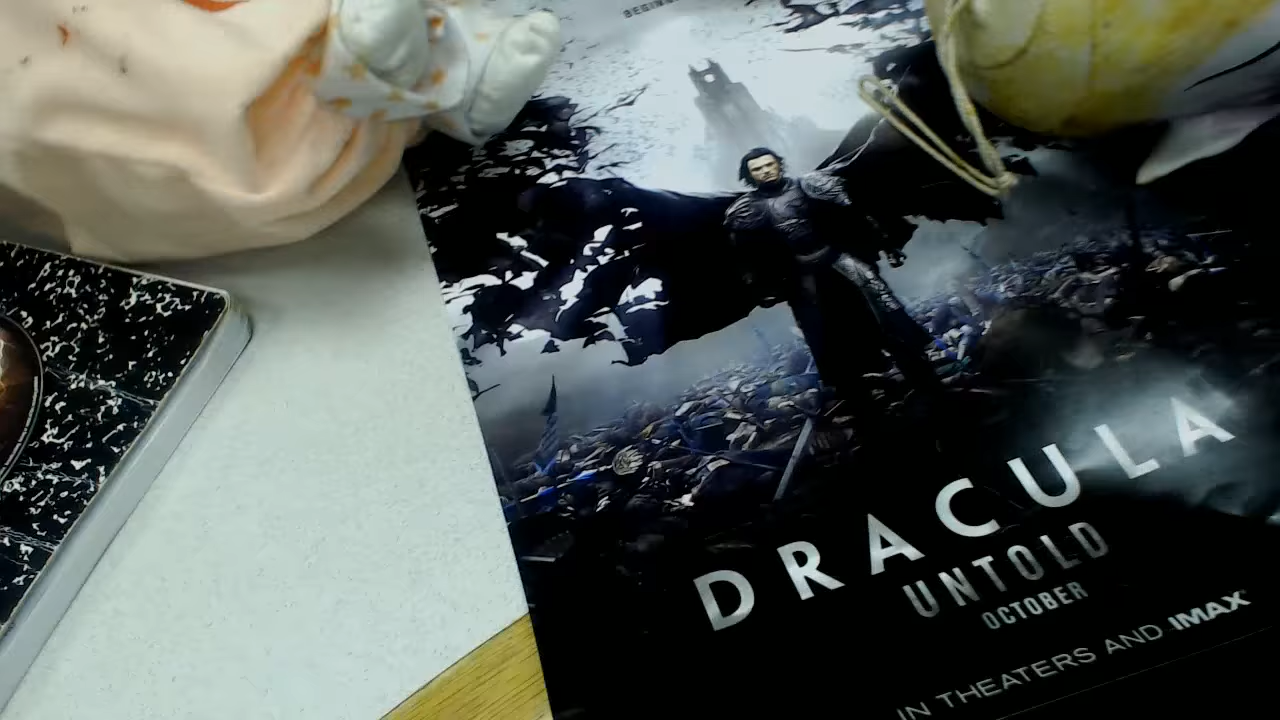 DRACULA
UNTOLD
OCTOBER
IN THEATERS AND IMAX